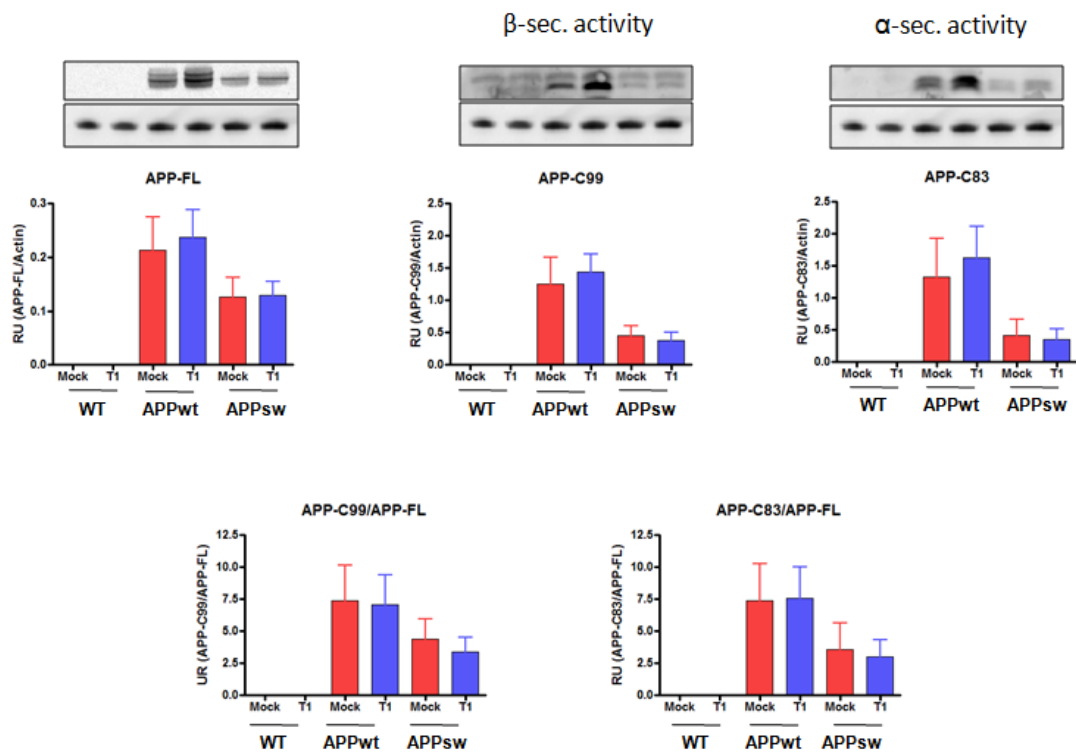 β-sec. activity
α-sec. activity
APP-FL
RU (APP-FL/Actin)
0.3
0.2
0.1
0.0
Mock T1 Mock T1 Mock T1
WT APPwt APPsw
APP-C99
RU (APP-C99/Actin)
2.5
2.0
1.5
1.0
0.5
0.0
Mock T1 Mock T1 Mock T1
WT APPwt APPsw
APP-C83
RU (APP-C83/Actin)
2.5
2.0
1.5
1.0
0.5
0.0
Mock T1 Mock T1 Mock T1
WT APPwt APPsw
APP-C99/APP-FL
UR (APP-C99/APP-FL)
12.5
10.0
7.5
5.0
2.5
0.0
Mock T1 Mock T1 Mock T1
WT APPwt APPsw
APP-C83/APP-FL
RU (APP-C83/APP-FL)
12.5
10.0
7.5
5.0
2.5
0.0
Mock T1 Mock T1 Mock T1
WT APPwt APPsw